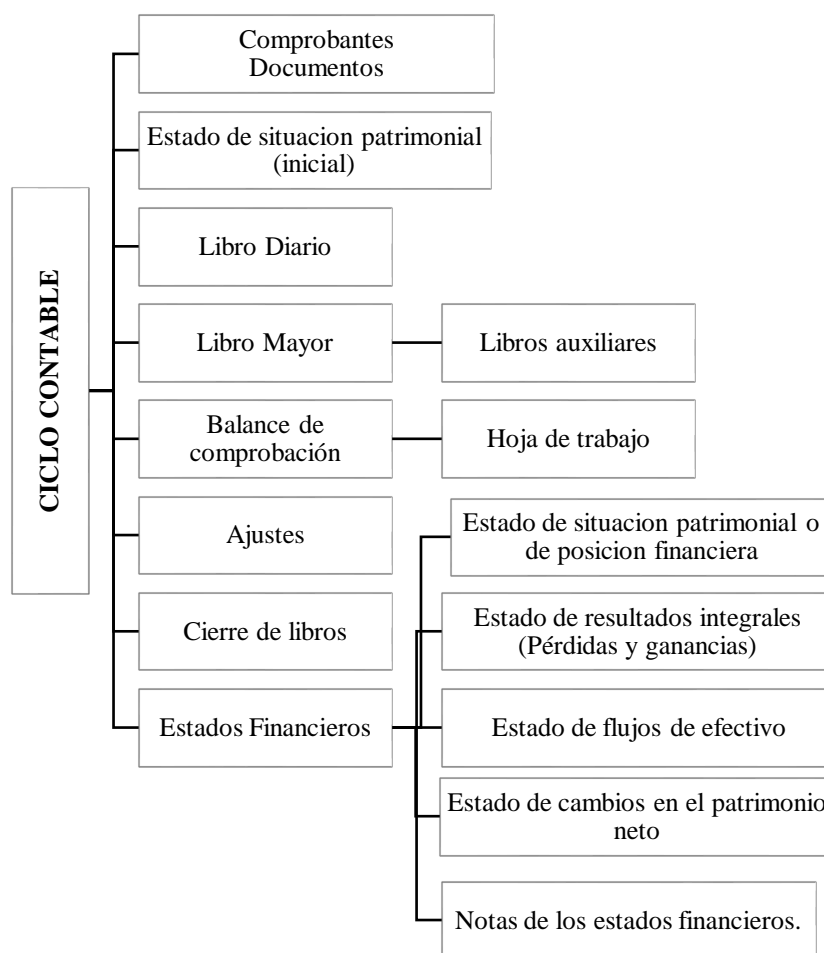 CICLO CONTABLE
Comprobantes
Documentos
Estado de situacion patrimonial
(inicial)
Libro Diario
Libro Mayor
Libros auxiliares
Balance de
comprobación
Hoja de trabajo
Ajustes
Cierre de libros
Estados Financieros
Estado de situacion patrimonial o
de posicion financiera
Estado de resultados integrales
(Pérdidas y ganancias)
Estado de flujos de efectivo
Estado de cambios en el patrimonio
neto
Notas de los estados financieros.